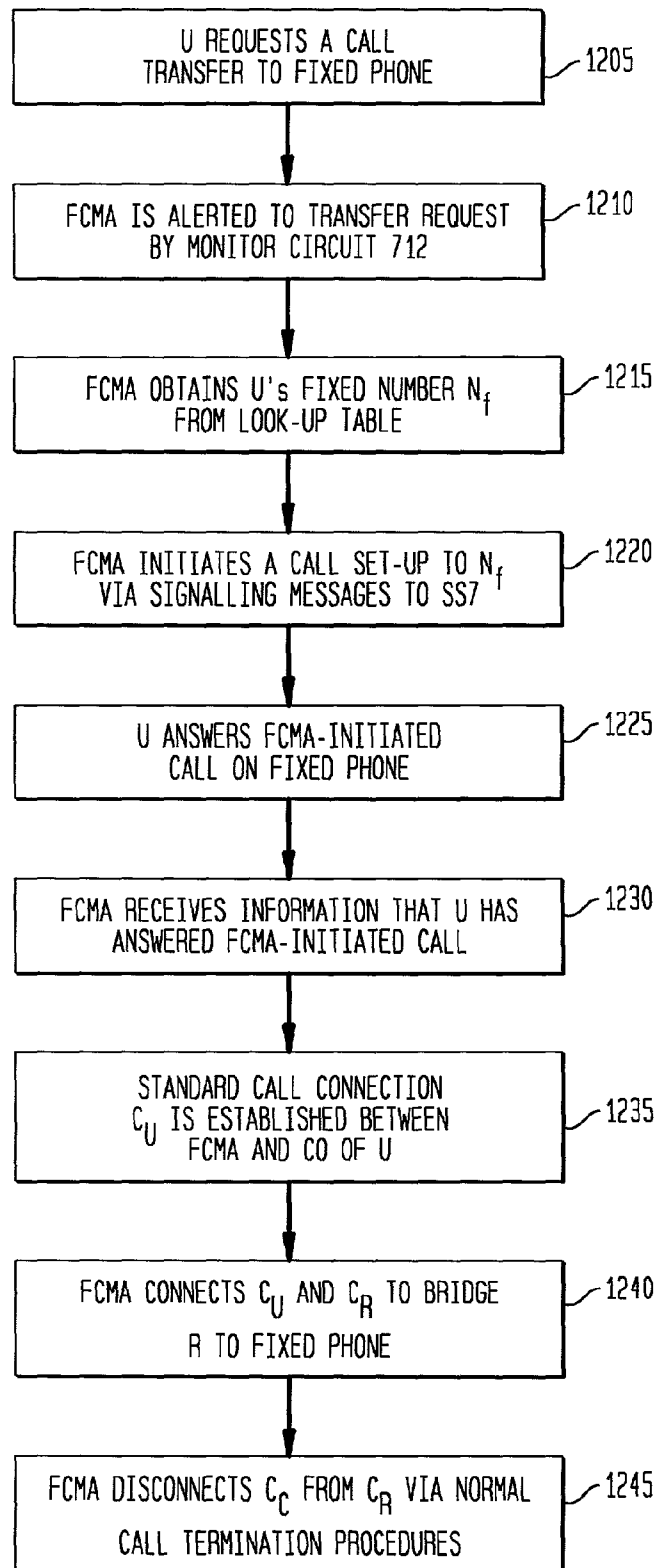 U REQUESTS A CALL
TRANSFER TO FIXED PHONE
1205
FCMA IS ALERTED TO TRANSFER REQUEST
BY MONITOR CIRCUIT 712
1210
FCMA OBTAINS U's FIXED NUMBER Nf
FROM LOOK-UP TABLE
1215
FCMA INITIATES A CALL SET-UP TO Nf
VIA SIGNALLING MESSAGES TO SS7
1220
U ANSWERS FCMA-INITIATED
CALL ON FIXED PHONE
1225
FCMA RECEIVES INFORMATION THAT U HAS
ANSWERED FCMA-INITIATED CALL
1230
STANDARD CALL CONNECTION
CU IS ESTABLISHED BETWEEN
FCMA AND CO OF U
1235
FCMA CONNECTS CU AND CR TO BRIDGE
R TO FIXED PHONE
1240
FCMA DISCONNECTS CC FROM CR VIA NORMAL
CALL TERMINATION PROCEDURES
1245